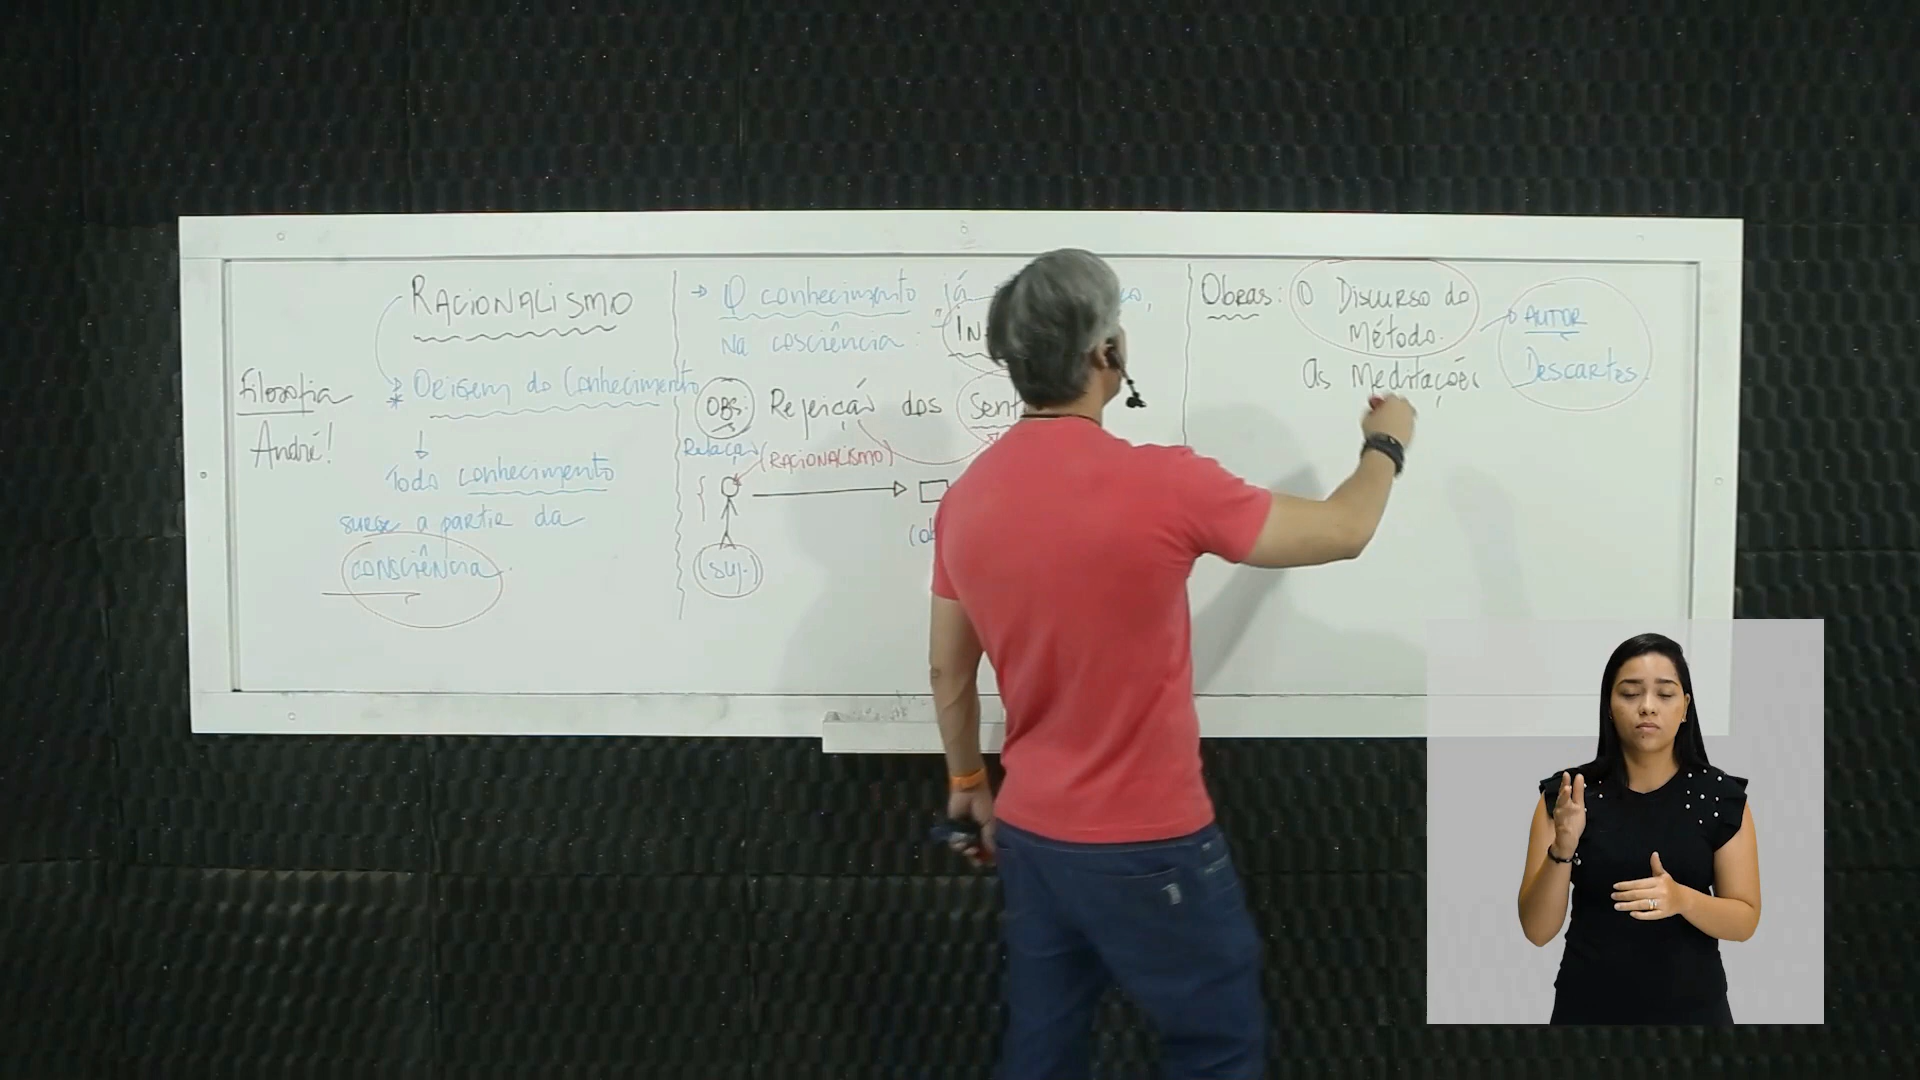 Filosofia
André!
RACIONALISMO
Origem do Conhecimento
Todo conhecimento
surge a partir da
consciência.
→ O conhecimento já
Na cosciência:
OBS: Rejeição dos
Relação (RACIONALISMO)
(suj.)
Obras: O Discurso do
Método.
As Meditações
AUTOR
Descartes.